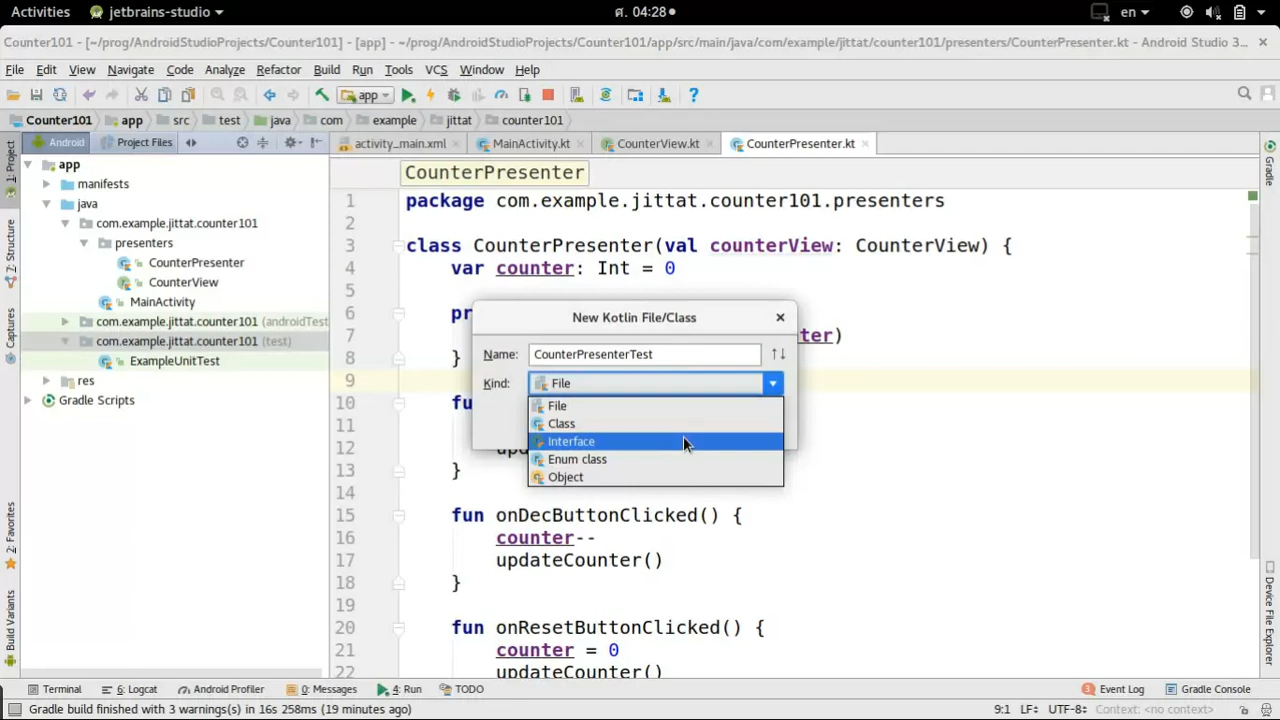 Activities jetbrains-studio ศ. 04:28 en
Counter101 - [~/prog/AndroidStudioProjects/Counter101] - [app] - ~/prog/AndroidStudioProjects/Counter101/app/src/main/java/com/example/jittat/counter101/presenters/CounterPresenter.kt - Android Studio 3...
File Edit View Navigate Code Analyze Refactor Build Run Tools VCS Window Help
app
Counter101 app src test java com example jittat counter101
Android Project Files
activity_main.xml MainActivity.kt CounterView.kt CounterPresenter.kt
1: Project
7: Structure
Captures
2: Favorites
Build Variants
app
manifests
java
com.example.jittat.counter101
presenters
CounterPresenter
CounterView
MainActivity
com.example.jittat.counter101 (androidTest
com.example.jittat.counter101 (test)
ExampleUnitTest
res
Gradle Scripts
CounterPresenter
1 package com.example.jittat.counter101.presenters
2
3 class CounterPresenter(val counterView: CounterView) {
4 var counter: Int = 0
5
6 pr
7 ter)
8 }
9
10 fu
11
12 upd
13 }
14
15 fun onDecButtonClicked() {
16 counter--
17 updateCounter()
18 }
19
20 fun onResetButtonClicked() {
21 counter = 0
22 updateCounter()
New Kotlin File/Class
Name: CounterPresenterTest
Kind: File
File
Class
Interface
Enum class
Object
Gradle
Device File Explorer
Terminal 6: Logcat Android Profiler 0: Messages 4: Run TODO 3 Event Log Gradle Console
Gradle build finished with 3 warnings(s) in 16s 258ms (19 minutes ago) 9:1 LF÷ UTF-8÷ Context: <no context>